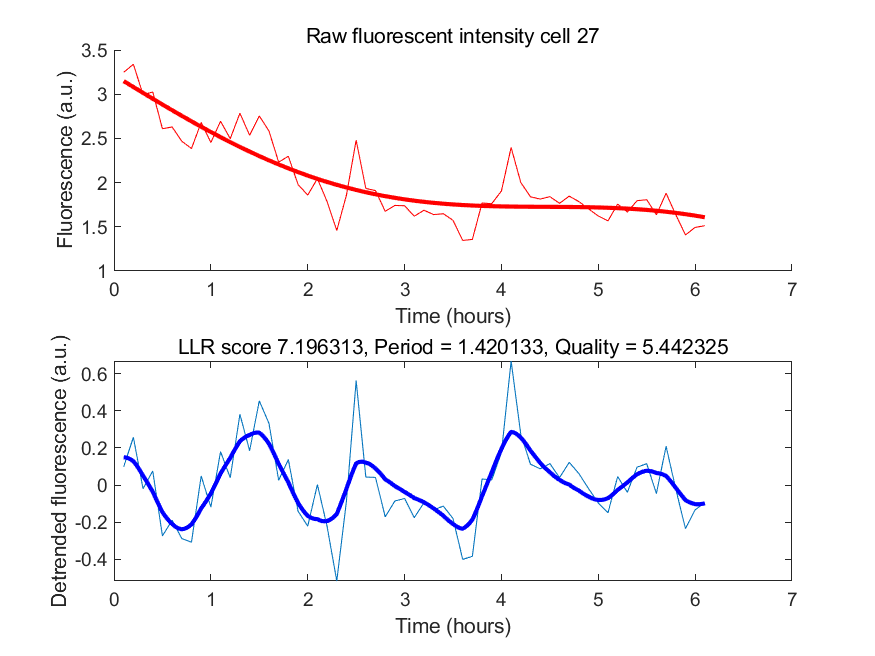 Raw fluorescent intensity cell 27
Fluorescence (a.u.)
3.5
3
2.5
2
1.5
1
0 1 2 3 4 5 6 7
Time (hours)
LLR score 7.196313, Period = 1.420133, Quality = 5.442325
Detrended fluorescence (a.u.)
0.6
0.4
0.2
0
-0.2
-0.4
0 1 2 3 4 5 6 7
Time (hours)